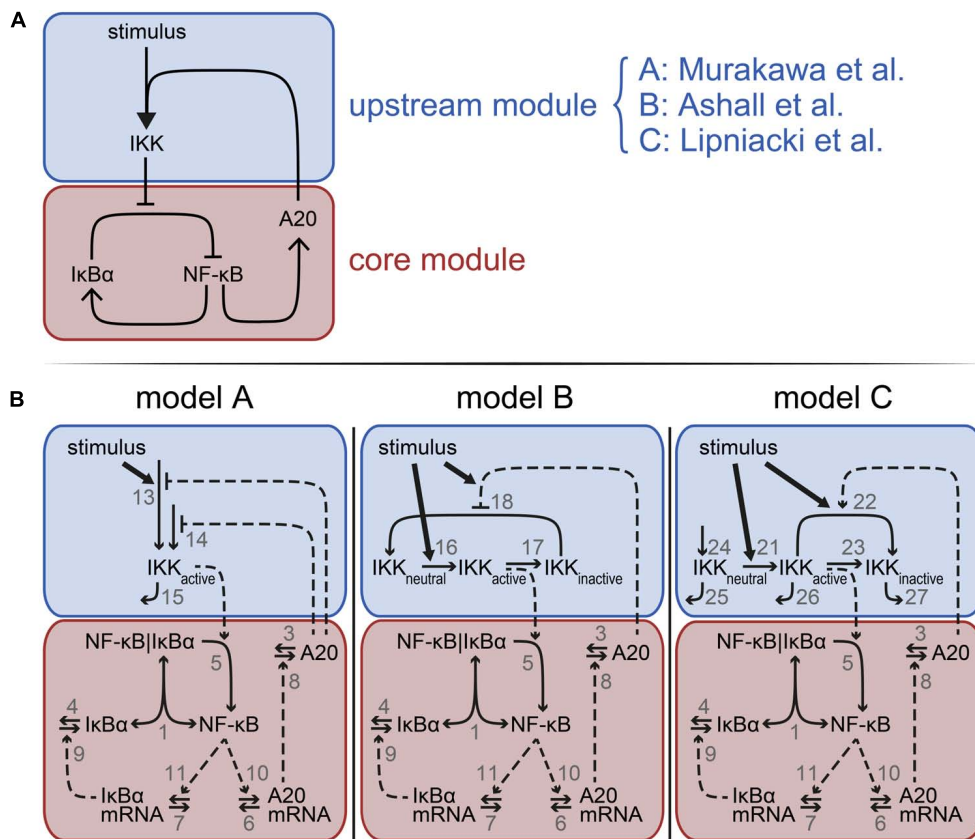 A
stimulus
IKK
upstream module
A: Murakawa et al.
B: Ashall et al.
C: Lipniacki et al.
A20
IκBα
NF-κB
core module
B
model A
model B
model C
stimulus
13
14
IKKactive
15
NF-κB|IκBα
3
A20
5
8
4
IκBα
1
NF-κB
9
11
10
IκBα
mRNA
7
6
A20
mRNA
stimulus
18
16
17
IKKneutral
IKKactive
IKKinactive
NF-κB|IκBα
3
A20
5
8
4
IκBα
1
NF-κB
9
11
10
IκBα
mRNA
7
6
A20
mRNA
stimulus
22
24
21
23
IKKneutral
IKKactive
IKKinactive
25
26
27
NF-κB|IκBα
3
A20
5
8
4
IκBα
1
NF-κB
9
11
10
IκBα
mRNA
7
6
A20
mRNA